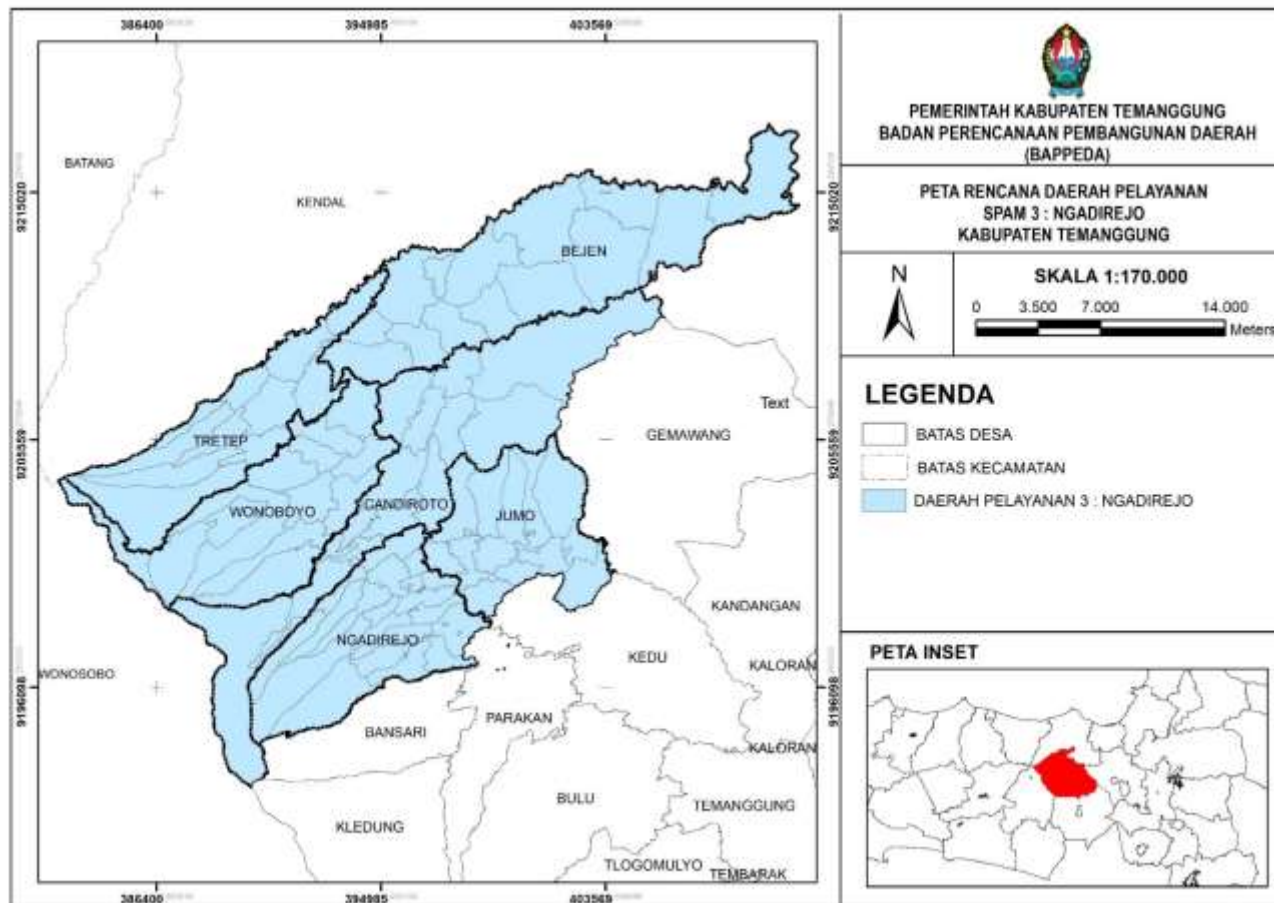 386400
394985
403569
9215020
9215020
BATANG
KENDAL
BEJEN
TRETEP
Text
GEMAWANG
9205559
9205559
WONOBOYO
CANDIROTO
JUMO
KANDANGAN
NGADIREJO
KEDU
KALORAN
WONOSOBO
9196098
9196098
PARAKAN
BANSARI
KALORAN
BULU
TEMANGGUNG
KLEDUNG
TLOGOMULYO
TEMBARAK
386400
394985
403569
PEMERINTAH KABUPATEN TEMANGGUNG
BADAN PERENCANAAN PEMBANGUNAN DAERAH
(BAPPEDA)
PETA RENCANA DAERAH PELAYANAN
SPAM 3 : NGADIREJO
KABUPATEN TEMANGGUNG
N
SKALA 1:170.000
0 3.500 7.000 14.000
Meters
LEGENDA
BATAS DESA
BATAS KECAMATAN
DAERAH PELAYANAN 3 : NGADIREJO
PETA INSET